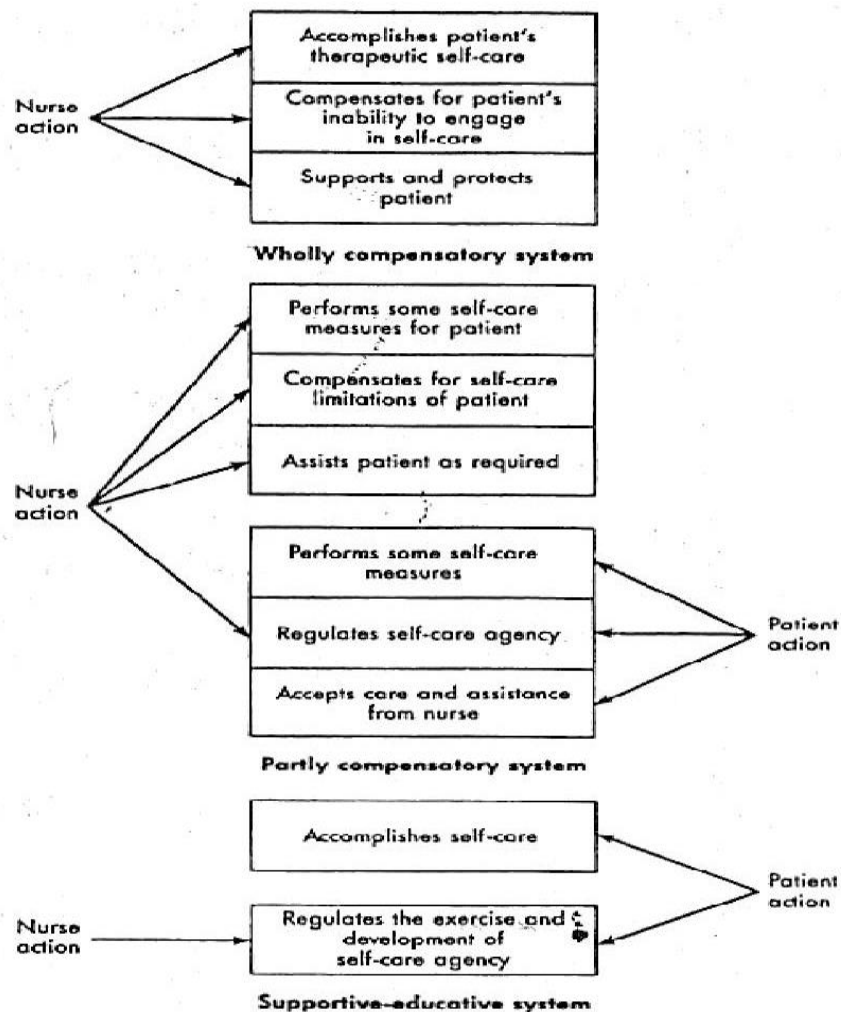 Accomplishes patient's
therapeutic self-care
Nurse
action
Compensates for patient's
inability to engage
in self-care
Supports and protects
patient
Wholly compensatory system
Performs some self-care
measures for patient
Compensates for self-care
limitations of patient
Assists patient as required
Nurse
action
Performs some self-care
measures
Regulates self-care agency
Patient
action
Accepts care and assistance
from nurse
Partly compensatory system
Accomplishes self-care
Patient
action
Nurse
action
Regulates the exercise and
development of
self-care agency
Supportive-educative system